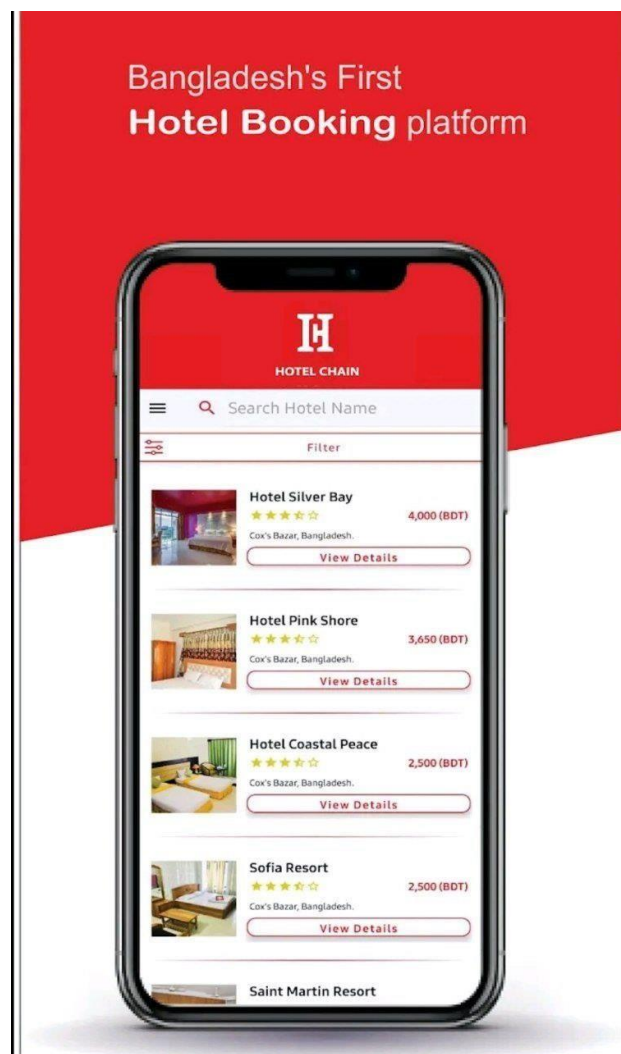 Bangladesh's First
Hotel Booking platform
HOTEL CHAIN
Search Hotel Name
Filter
Hotel Silver Bay
4,000 (BDT)
Cox's Bazar, Bangladesh.
View Details
Hotel Pink Shore
3,650 (BDT)
Cox's Bazar, Bangladesh.
View Details
Hotel Coastal Peace
2,500 (BDT)
Cox's Bazar, Bangladesh.
View Details
Sofia Resort
2,500 (BDT)
Cox's Bazar, Bangladesh.
View Details
Saint Martin Resort